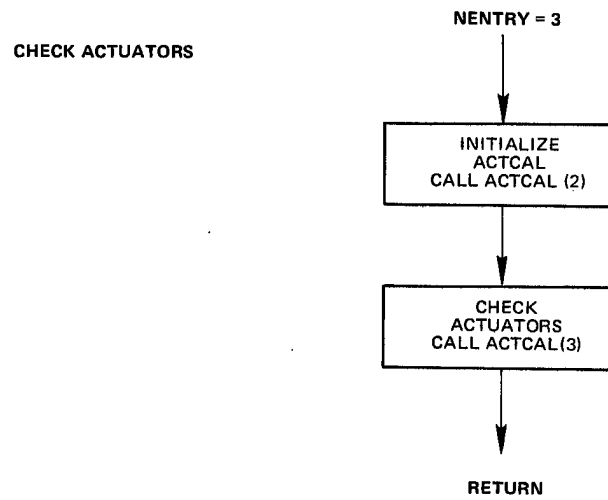 NENTRY = 3
CHECK ACTUATORS
INITIALIZE
ACTCAL
CALL ACTCAL (2)
CHECK
ACTUATORS
CALL ACTCAL(3)
RETURN